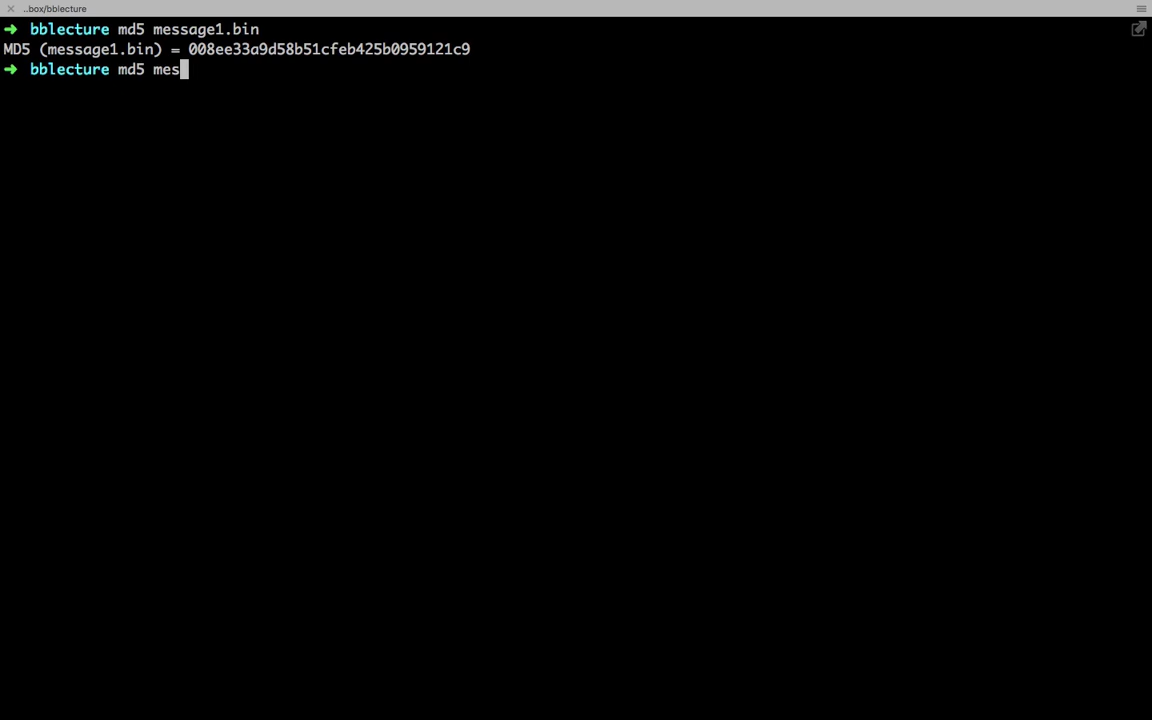 ..box/bblecture
➜ bblecture md5 message1.bin
MD5 (message1.bin) = 008ee33a9d58b51cfeb425b0959121c9
➜ bblecture md5 mes